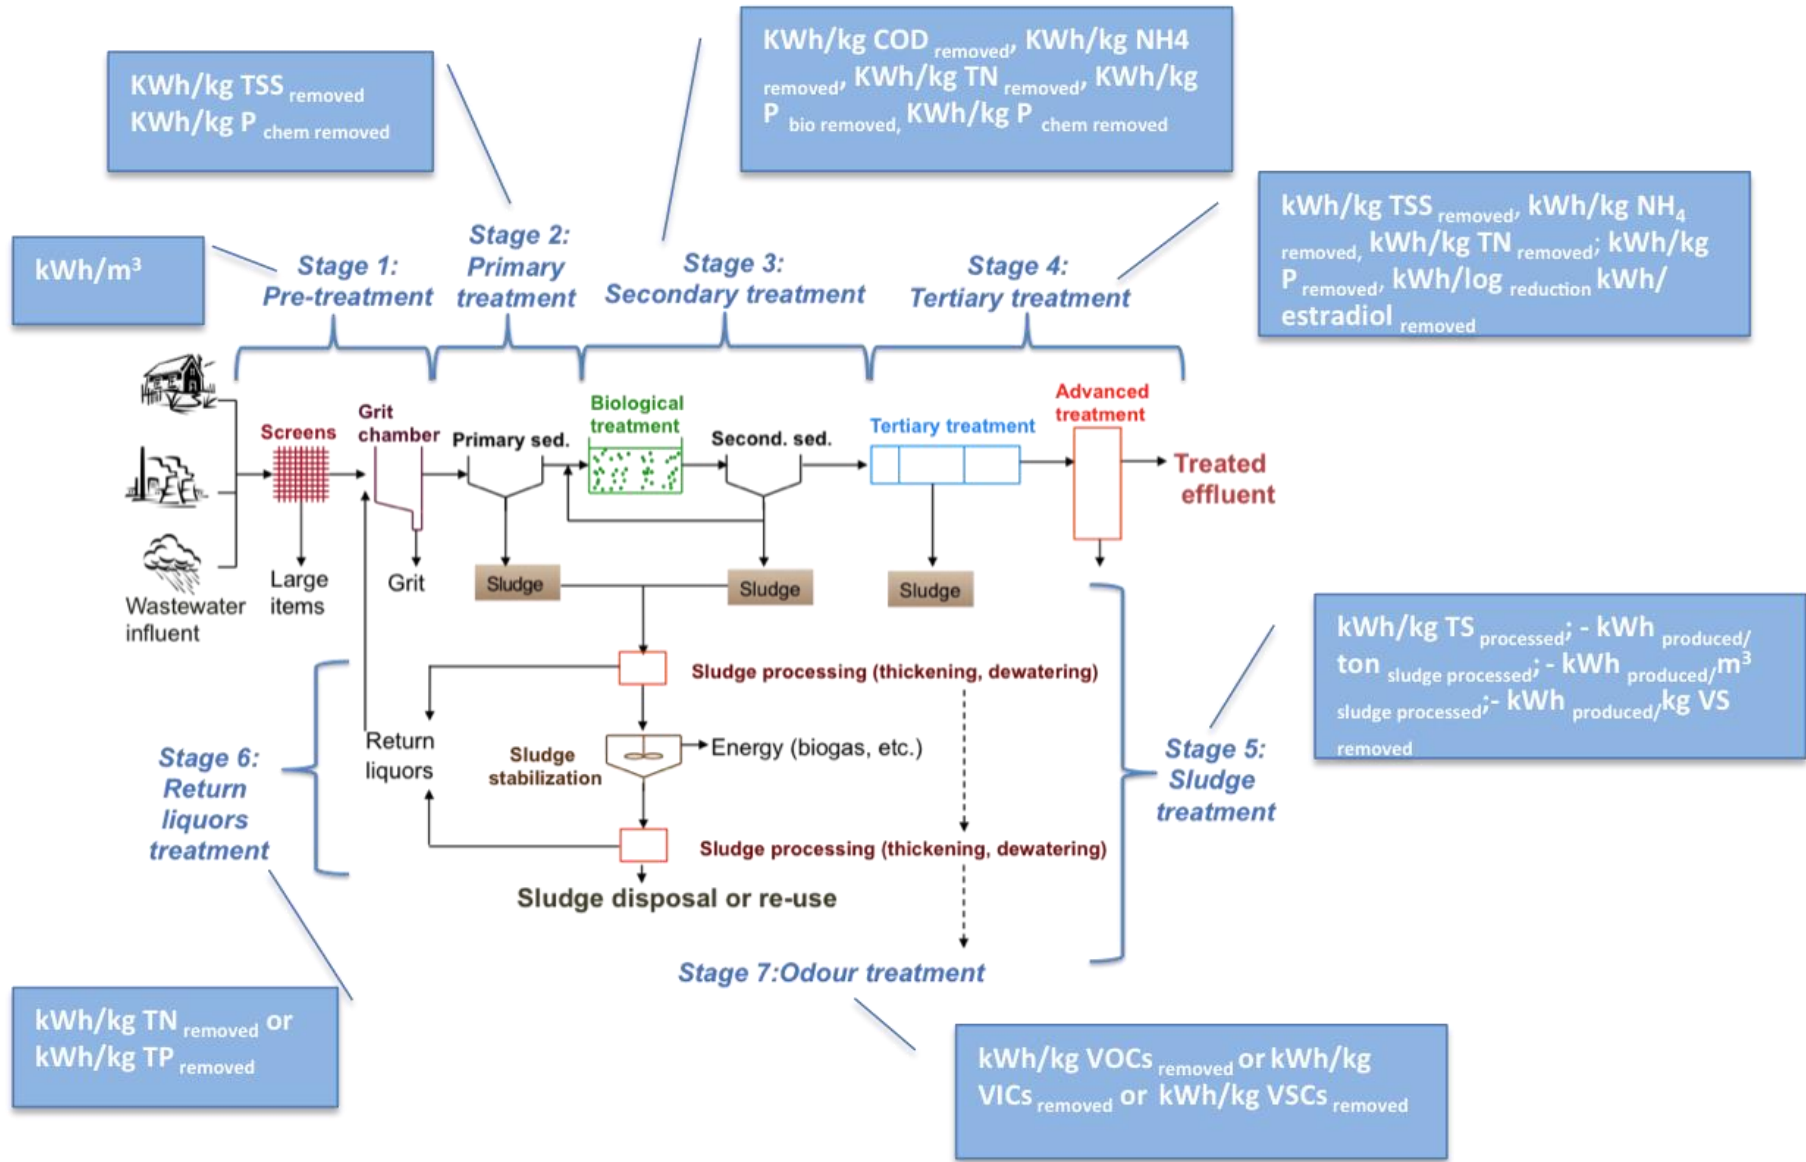 KWh/kg TSS removed
KWh/kg P chem removed
KWh/kg COD removed, KWh/kg NH4
removed, KWh/kg TN removed, KWh/kg
P bio removed, KWh/kg P chem removed
kWh/kg TSS removed, kWh/kg NH4
removed, kWh/kg TN removed; kWh/kg
P removed, kWh/log reduction kWh/
estradiol removed
kWh/m³
Stage 1:
Pre-treatment
Stage 2:
Primary
treatment
Stage 3:
Secondary treatment
Stage 4:
Tertiary treatment
Screens
Grit
chamber
Primary sed.
Biological
treatment
Second. sed.
Tertiary treatment
Advanced
treatment
Treated
effluent
Wastewater
influent
Large
items
Grit
Sludge
Sludge
Sludge
Sludge processing (thickening, dewatering)
Return
liquors
Sludge
stabilization
Energy (biogas, etc.)
Sludge processing (thickening, dewatering)
Sludge disposal or re-use
Stage 5:
Sludge
treatment
kWh/kg TS processed; - kWh produced/
ton sludge processed; - kWh produced/m³
sludge processed;- kWh produced/kg VS
removed
Stage 6:
Return
liquors
treatment
Stage 7:Odour treatment
kWh/kg TN removed or
kWh/kg TP removed
kWh/kg VOCs removed or kWh/kg
VICs removed or kWh/kg VSCs removed